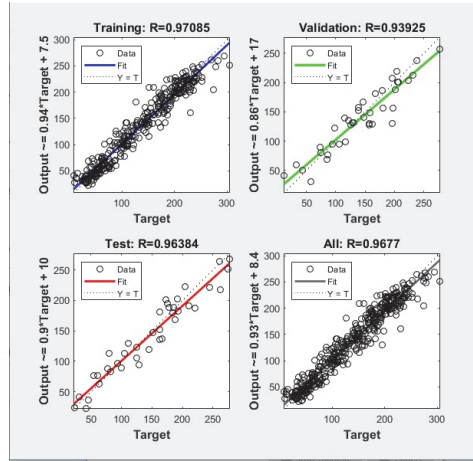 Training: R=0.97085
Output ~= 0.94*Target + 7.5
300
250
200
150
100
50
Data
Fit
Y = T
100
200
300
Target
Validation: R=0.93925
Output ~= 0.86*Target + 17
250
200
150
100
50
Data
Fit
Y = T
50
100
150
200
250
Target
Test: R=0.96384
Output ~= 0.9*Target + 10
250
200
150
100
50
Data
Fit
Y = T
50
100
150
200
250
Target
All: R=0.9677
Output ~= 0.93*Target + 8.4
300
250
200
150
100
50
Data
Fit
Y = T
100
200
300
Target